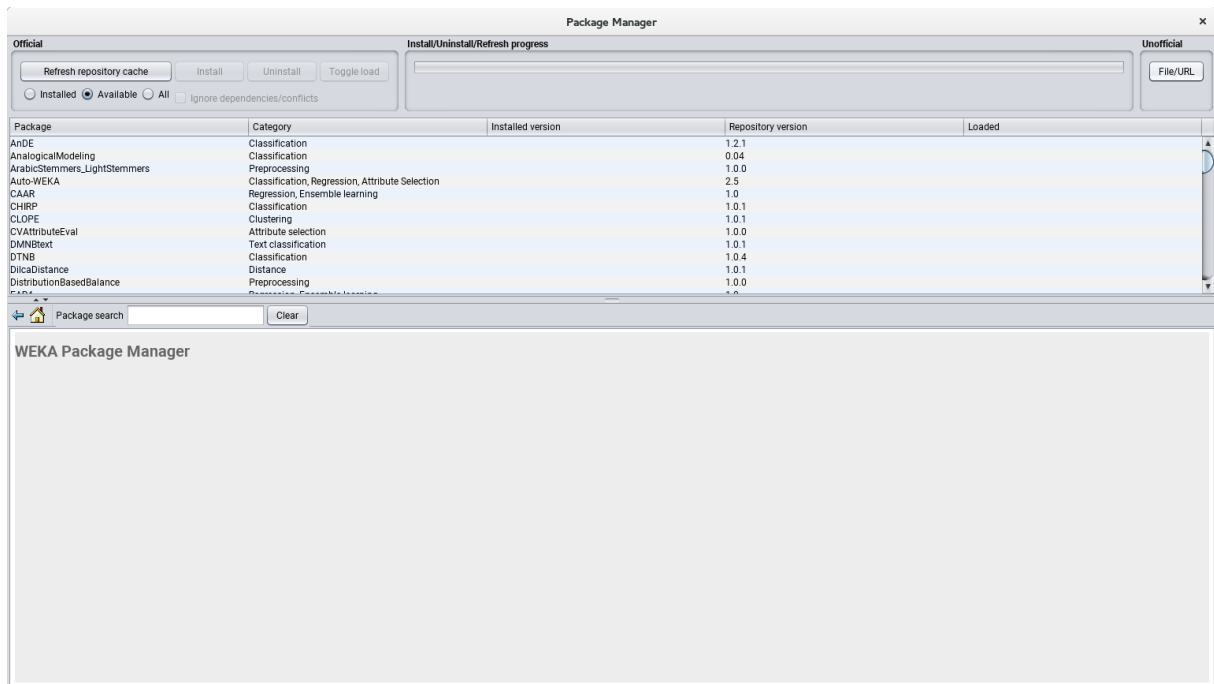 Package Manager
×
Official
Install/Uninstall/Refresh progress
Unofficial
Refresh repository cache
Install
Uninstall
Toggle load
File/URL
Installed
Available
All
Ignore dependencies/conflicts
Package Category Installed version Repository version Loaded
AnDE Classification 1.2.1
AnalogicalModeling Classification 0.04
ArabicStemmers_LightStemmers Preprocessing 1.0.0
Auto-WEKA Classification, Regression, Attribute Selection 2.5
CAAR Regression, Ensemble learning 1.0
CHIRP Classification 1.0.1
CLOPE Clustering 1.0.1
CVAttributeEval Attribute selection 1.0.0
DMNBtext Text classification 1.0.1
DTNB Classification 1.0.4
DilcaDistance Distance 1.0.1
DistributionBasedBalance Preprocessing 1.0.0
Regression, Ensemble learning
Package search
Clear
WEKA Package Manager